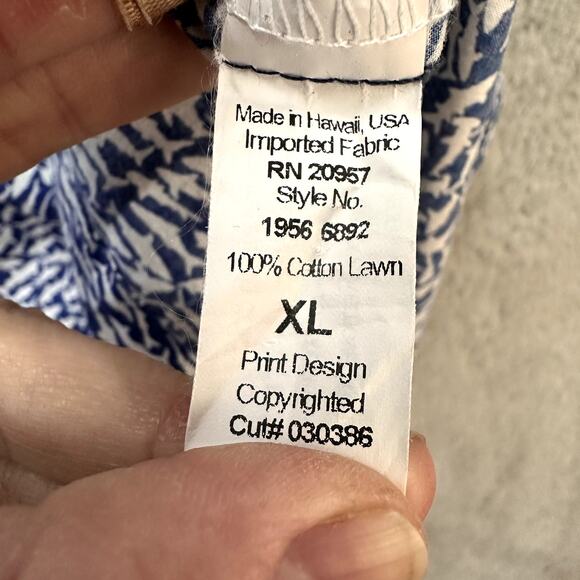 Made in Hawaii, USA
Imported Fabric
RN 20957
Style No.
1956 6892
100% Cotton Lawn
XL
Print Design
Copyrighted
Cut# 030386